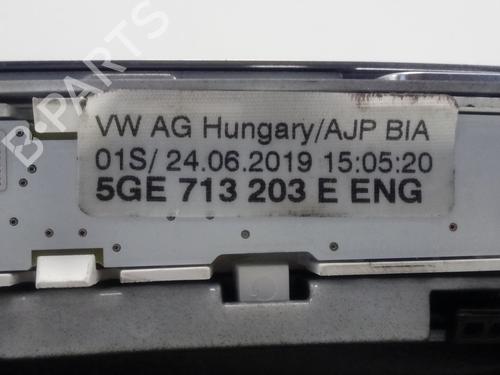 B-PARTS
VW AG Hungary/AJP BIA
01S/ 24.06.2019 15:05:20
5GE 713 203 E ENG